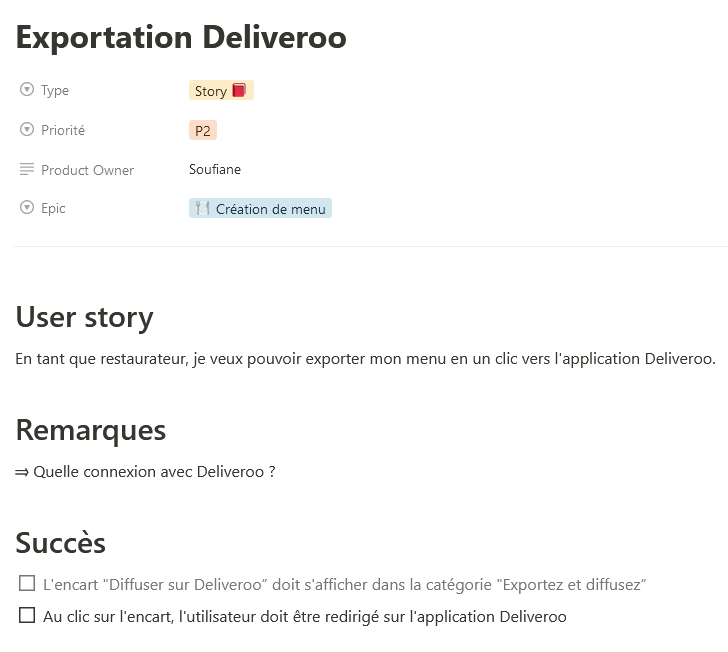 Exportation Deliveroo
Type Story
Priorité P2
Product Owner Soufiane
Epic Création de menu
User story
En tant que restaurateur, je veux pouvoir exporter mon menu en un clic vers l'application Deliveroo.
Remarques
⇒ Quelle connexion avec Deliveroo ?
Succès
L'encart "Diffuser sur Deliveroo” doit s'afficher dans la catégorie "Exportez et diffusez”
Au clic sur l'encart, l'utilisateur doit être redirigé sur l'application Deliveroo